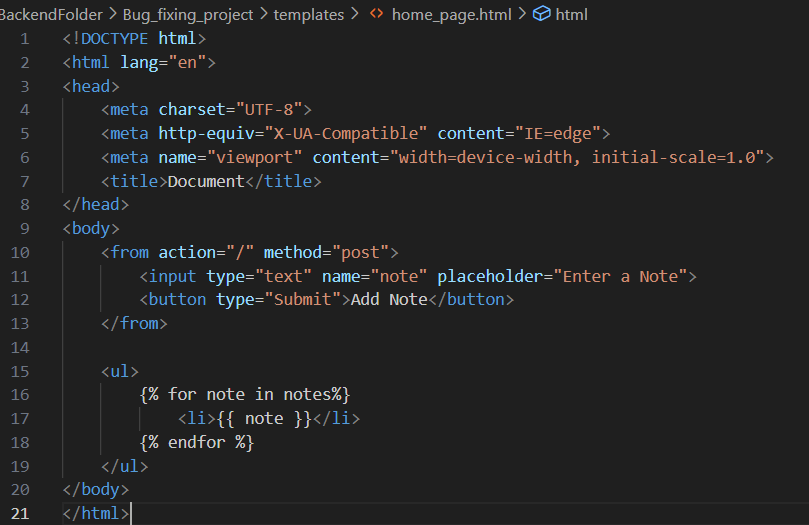 BackendFolder > Bug_fixing_project > templates > <> home_page.html > html
1 <!DOCTYPE html>
2 <html lang="en">
3 <head>
4     <meta charset="UTF-8">
5     <meta http-equiv="X-UA-Compatible" content="IE=edge">
6     <meta name="viewport" content="width=device-width, initial-scale=1.0">
7     <title>Document</title>
8 </head>
9 <body>
10     <from action="/" method="post">
11         <input type="text" name="note" placeholder="Enter a Note">
12         <button type="Submit">Add Note</button>
13     </from>
14
15     <ul>
16         {% for note in notes%}
17             <li>{{ note }}</li>
18         {% endfor %}
19     </ul>
20 </body>
21 </html>